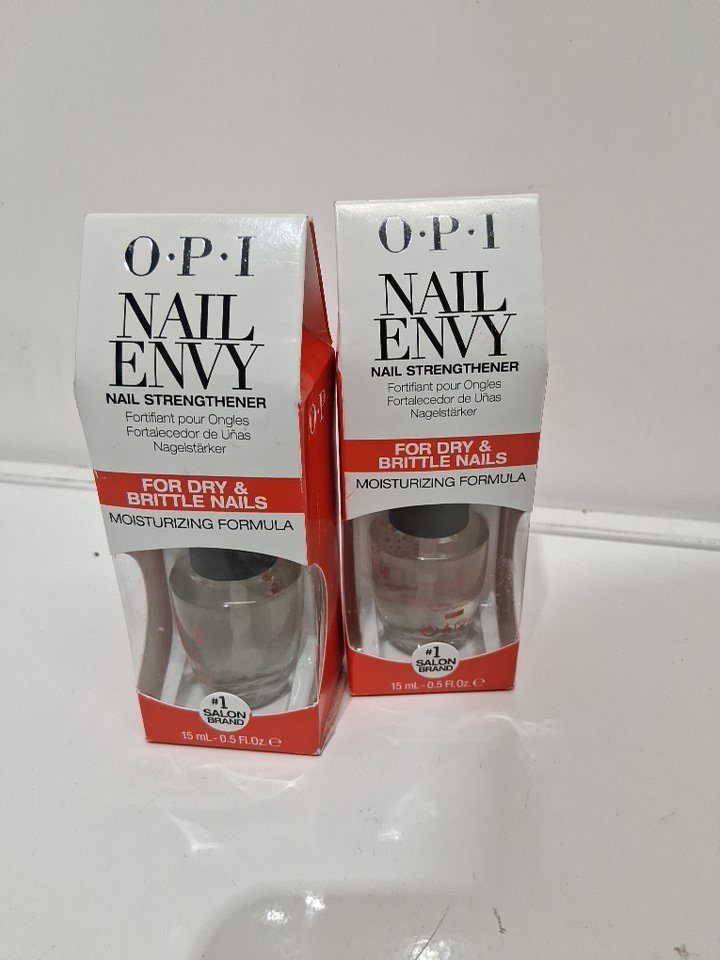 O·P·I
NAIL
ENVY
NAIL STRENGTHENER
Fortifiant pour Ongles
Fortalecedor de Uñas
Nagelstärker
FOR DRY &
BRITTLE NAILS
MOISTURIZING FORMULA
#1
SALON
BRAND
15 mL - 0.5 Fl.Oz. ℮
O·P·I
O·P·I
NAIL
ENVY
NAIL STRENGTHENER
Fortifiant pour Ongles
Fortalecedor de Uñas
Nagelstärker
FOR DRY &
BRITTLE NAILS
MOISTURIZING FORMULA
#1
SALON
BRAND
15 mL - 0.5 Fl.Oz. ℮